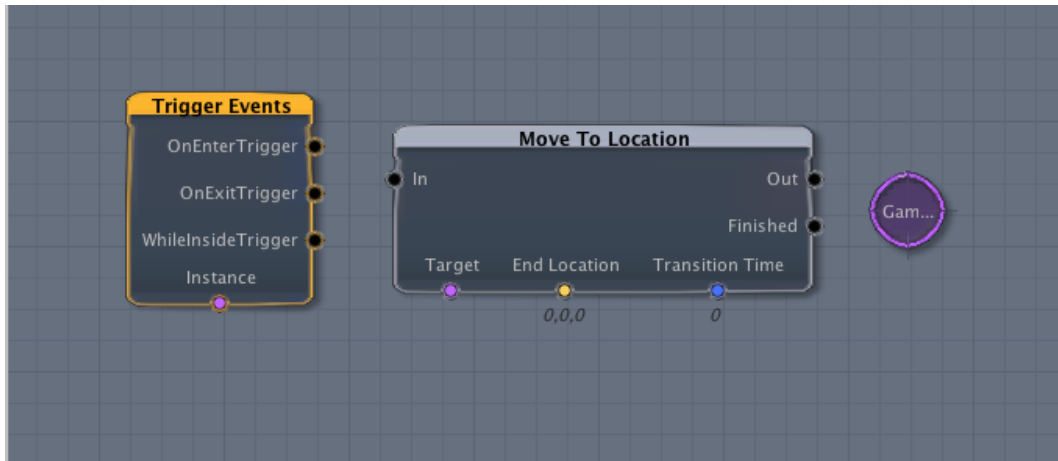 Trigger Events
OnEnterTrigger
OnExitTrigger
WhileInsideTrigger
Instance
Move To Location
In
Out
Finished
Target End Location Transition Time
0,0,0 0
Gam...